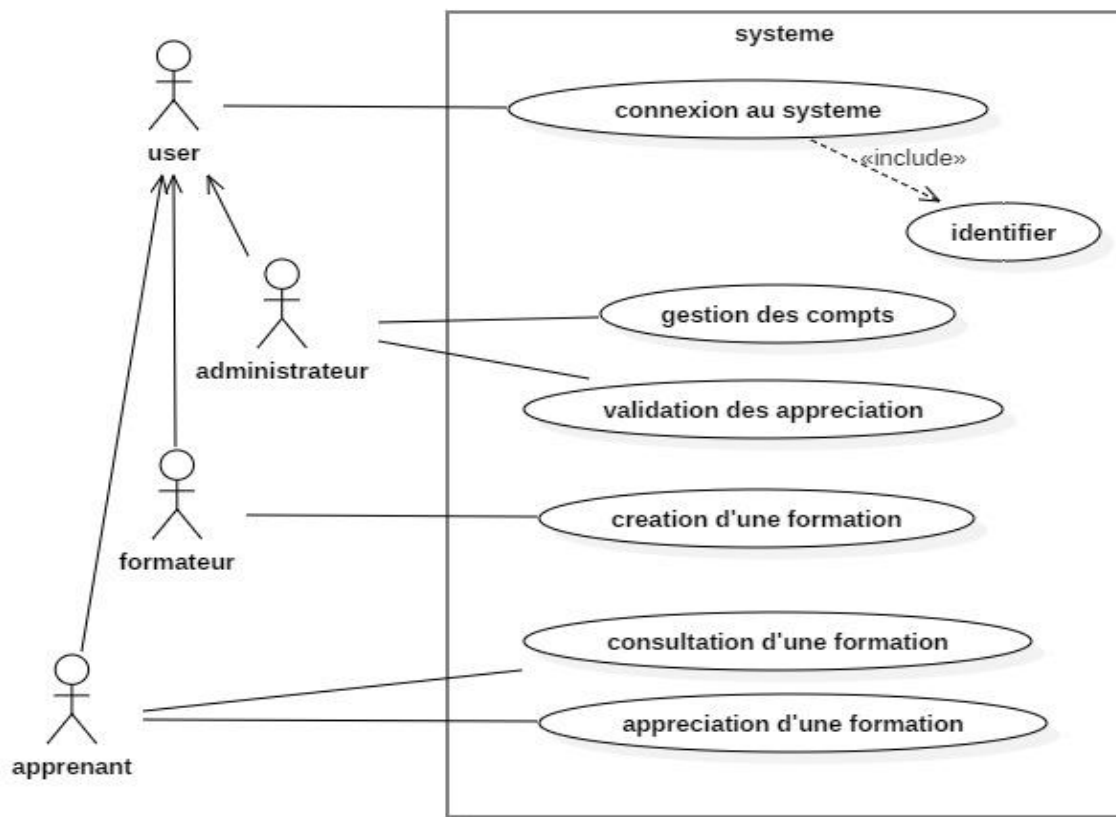 systeme
connexion au systeme
user
«include»
identifier
gestion des compts
administrateur
validation des appreciation
creation d'une formation
formateur
consultation d'une formation
appreciation d'une formation
apprenant